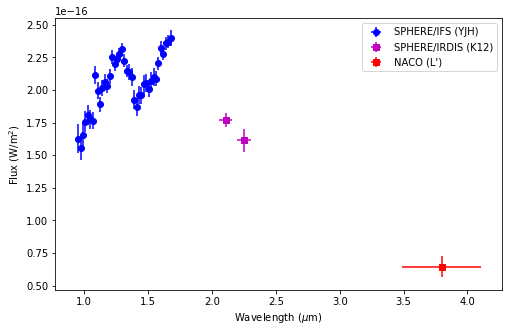 1e−16
2.50
2.25
2.00
1.75
1.50
1.25
1.00
0.75
0.50
Flux (W/m²)
SPHERE/IFS (YJH)
SPHERE/IRDIS (K12)
NACO (L')
1.0 1.5 2.0 2.5 3.0 3.5 4.0
Wavelength (μm)